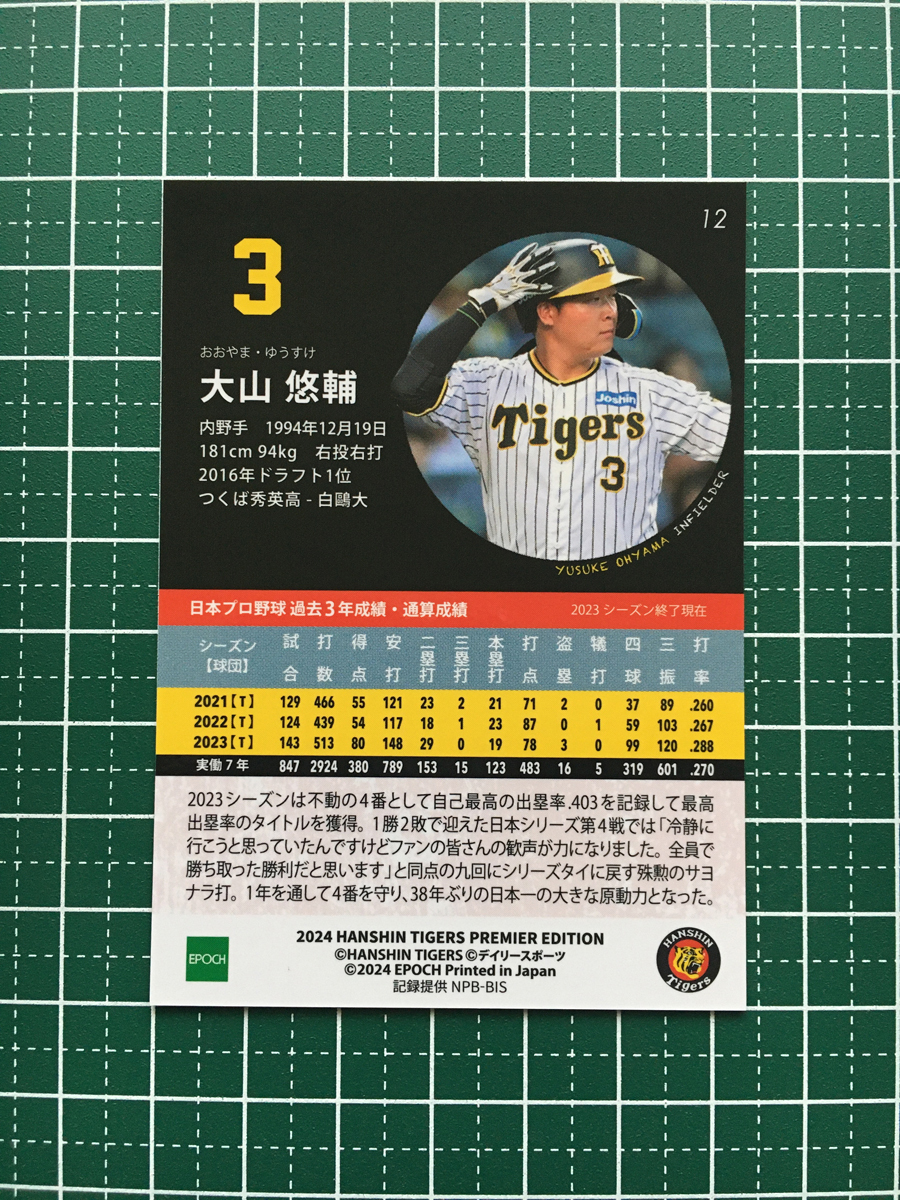 12
3
おおやま・ゆうすけ
大山 悠輔
内野手　1994年12月19日
181cm 94kg　右投右打
2016年ドラフト1位
つくば秀英高 - 白鷗大
Joshin
Tigers
3
YUSUKE OHYAMA INFIELDER
日本プロ野球 過去3年成績・通算成績　2023 シーズン終了現在
シーズン【球団】 試合 打数 得点 安打 二塁打 三塁打 本塁打 打点 盗塁 犠打 四球 三振 打率
2021【T】 129 466 55 121 23 2 21 71 2 0 37 89 .260
2022【T】 124 439 54 117 18 1 23 87 0 1 59 103 .267
2023【T】 143 513 80 148 29 0 19 78 3 0 99 120 .288
実働7年 847 2924 380 789 153 15 123 483 16 5 319 601 .270
2023シーズンは不動の4番として自己最高の出塁率.403を記録して最高
出塁率のタイトルを獲得。1勝2敗で迎えた日本シリーズ第4戦では「冷静に
行こうと思っていたんですけどファンの皆さんの歓声が力になりました。全員で
勝ち取った勝利だと思います」と同点の九回にシリーズタイに戻す殊勲のサヨ
ナラ打。1年を通して4番を守り、38年ぶりの日本一の大きな原動力となった。
EPOCH
2024 HANSHIN TIGERS PREMIER EDITION
©HANSHIN TIGERS ©デイリースポーツ
©2024 EPOCH Printed in Japan
記録提供 NPB-BIS
HANSHIN
Tigers